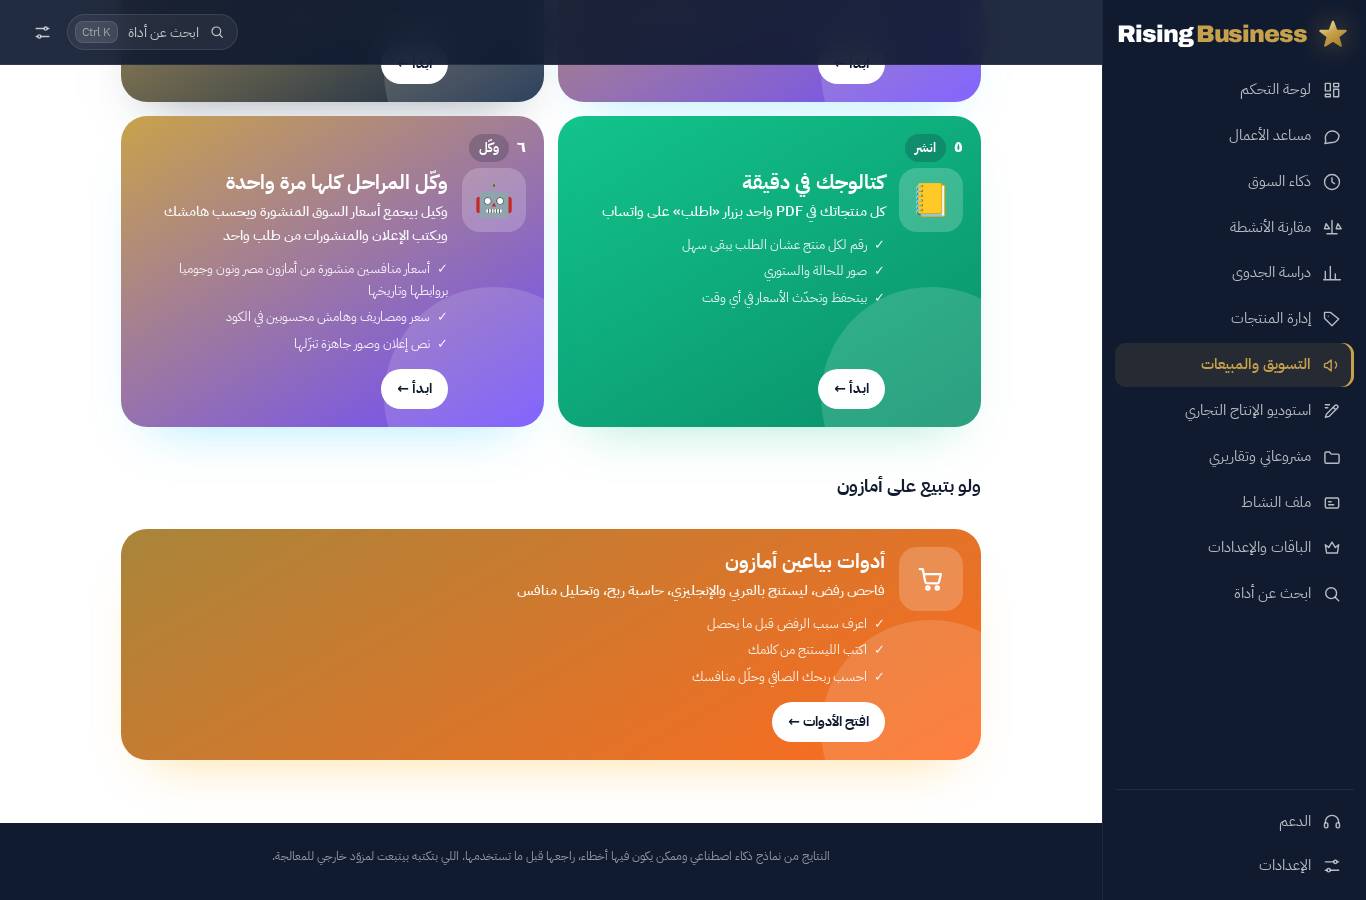 RisingBusiness
ابحث عن أداة Ctrl K
لوحة التحكم
مساعد الأعمال
ذكاء السوق
مقارنة الأنشطة
دراسة الجدوى
إدارة المنتجات
التسويق والمبيعات
استوديو الإنتاج التجاري
مشروعاتي وتقاريري
ملف النشاط
الباقات والإعدادات
ابحث عن أداة
الدعم
الإعدادات
٥ انشر
كتالوجك في دقيقة
كل منتجاتك في PDF واحد بزرار «اطلب» على واتساب
✓ رقم لكل منتج عشان الطلب يبقى سهل
✓ صور للحالة والستوري
✓ بيتحفظ وتحدّث الأسعار في أي وقت
ابدأ ←
٦ وكّل
وكّل المراحل كلها مرة واحدة
وكيل بيجمع أسعار السوق المنشورة ويحسب هامشك
ويكتب الإعلان والمنشورات من طلب واحد
✓ أسعار منافسين منشورة من أمازون مصر ونون وجوميا
بروابطها وتاريخها
✓ سعر ومصاريف وهامش محسوبين في الكود
✓ نص إعلان وصور جاهزة تنزّلها
ابدأ ←
ولو بتبيع على أمازون
أدوات بياعين أمازون
فاحص رفض، ليستنج بالعربي والإنجليزي، حاسبة ربح، وتحليل منافس
✓ اعرف سبب الرفض قبل ما يحصل
✓ اكتب الليستنج من كلامك
✓ احسب ربحك الصافي وحلّل منافسك
افتح الأدوات ←
النتايج من نماذج ذكاء اصطناعي وممكن يكون فيها أخطاء، راجعها قبل ما تستخدمها. اللي بتكتبه بيتبعت لمزوّد خارجي للمعالجة.